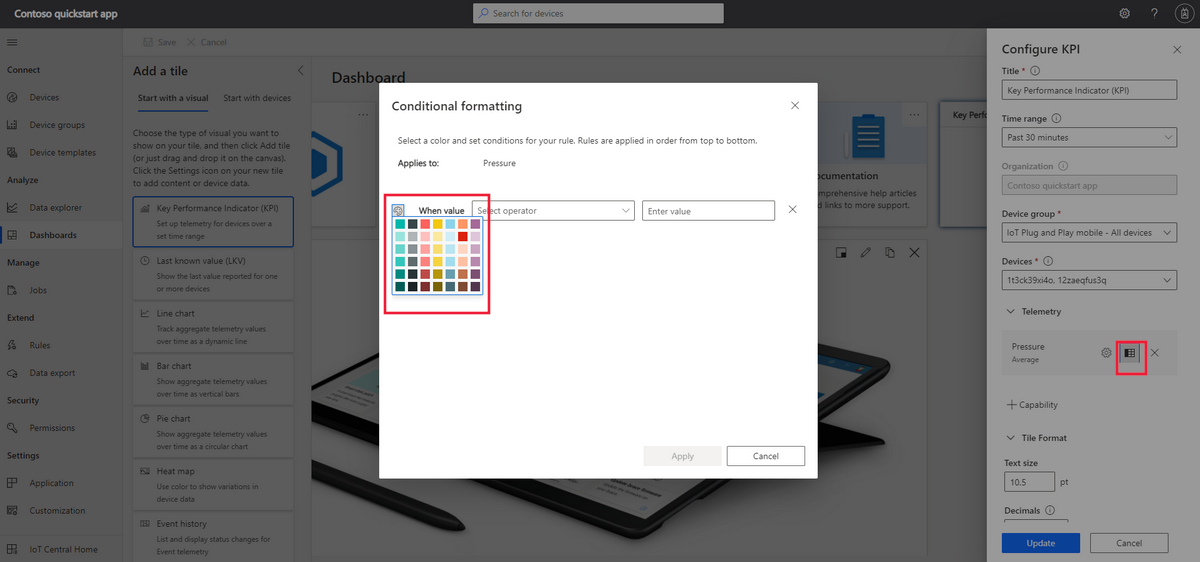 Contoso quickstart app
Search for devices
?
Connect
Devices
Device groups
Device templates
Analyze
Data explorer
Dashboards
Manage
Jobs
Extend
Rules
Data export
Security
Permissions
Settings
Application
Customization
IoT Central Home
Save
Cancel
Add a tile
Start with a visual
Start with devices
Choose the type of visual you want to
show on your tile, and then click Add tile
(or just drag and drop it on the canvas).
Click the Settings icon on your new tile
to add content or device data.
Key Performance Indicator (KPI)
Set up telemetry for devices over a
set time range
Last known value (LKV)
Show the last value reported for one
or more devices
Line chart
Track aggregate telemetry values
over time as a dynamic line
Bar chart
Show aggregate telemetry values
over time as vertical bars
Pie chart
Show aggregate telemetry values
over time as a circular chart
Heat map
Use color to show variations in
device data
Event history
List and display status changes for
Event telemetry
Dashboard
ocumentation
mprehensive help articles
d links to more support.
Key Perfo
Conditional formatting
Select a color and set conditions for your rule. Rules are applied in order from top to bottom.
Applies to:
Pressure
When value
Select operator
Enter value
Apply
Cancel
Configure KPI
Title *
Key Performance Indicator (KPI)
Time range
Past 30 minutes
Organization
Contoso quickstart app
Device group *
IoT Plug and Play mobile - All devices
Devices *
1t3ck39xi4o, 12zaeqfus3q
Telemetry
Pressure
Average
Capability
Tile Format
Text size
10.5
pt
Decimals
Update
Cancel